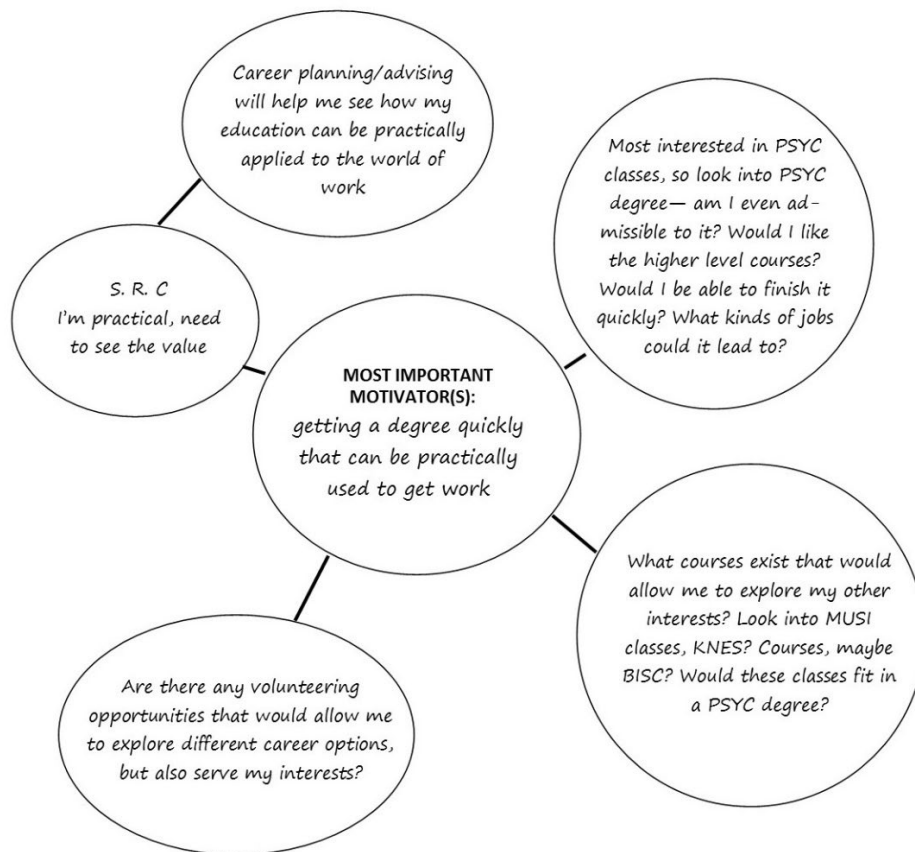 Career planning/advising
will help me see how my
education can be practically
applied to the world of
work
Most interested in PSYC
classes, so look into PSYC
degree— am I even ad-
missible to it? Would I like
the higher level courses?
Would I be able to finish it
quickly? What kinds of jobs
could it lead to?
S. R. C
I'm practical, need
to see the value
MOST IMPORTANT
MOTIVATOR(S):
getting a degree quickly
that can be practically
used to get work
What courses exist that would
allow me to explore my other
interests? Look into MUSI
classes, KNES? Courses, maybe
BISC? Would these classes fit in
a PSYC degree?
Are there any volunteering
opportunities that would allow me
to explore different career options,
but also serve my interests?